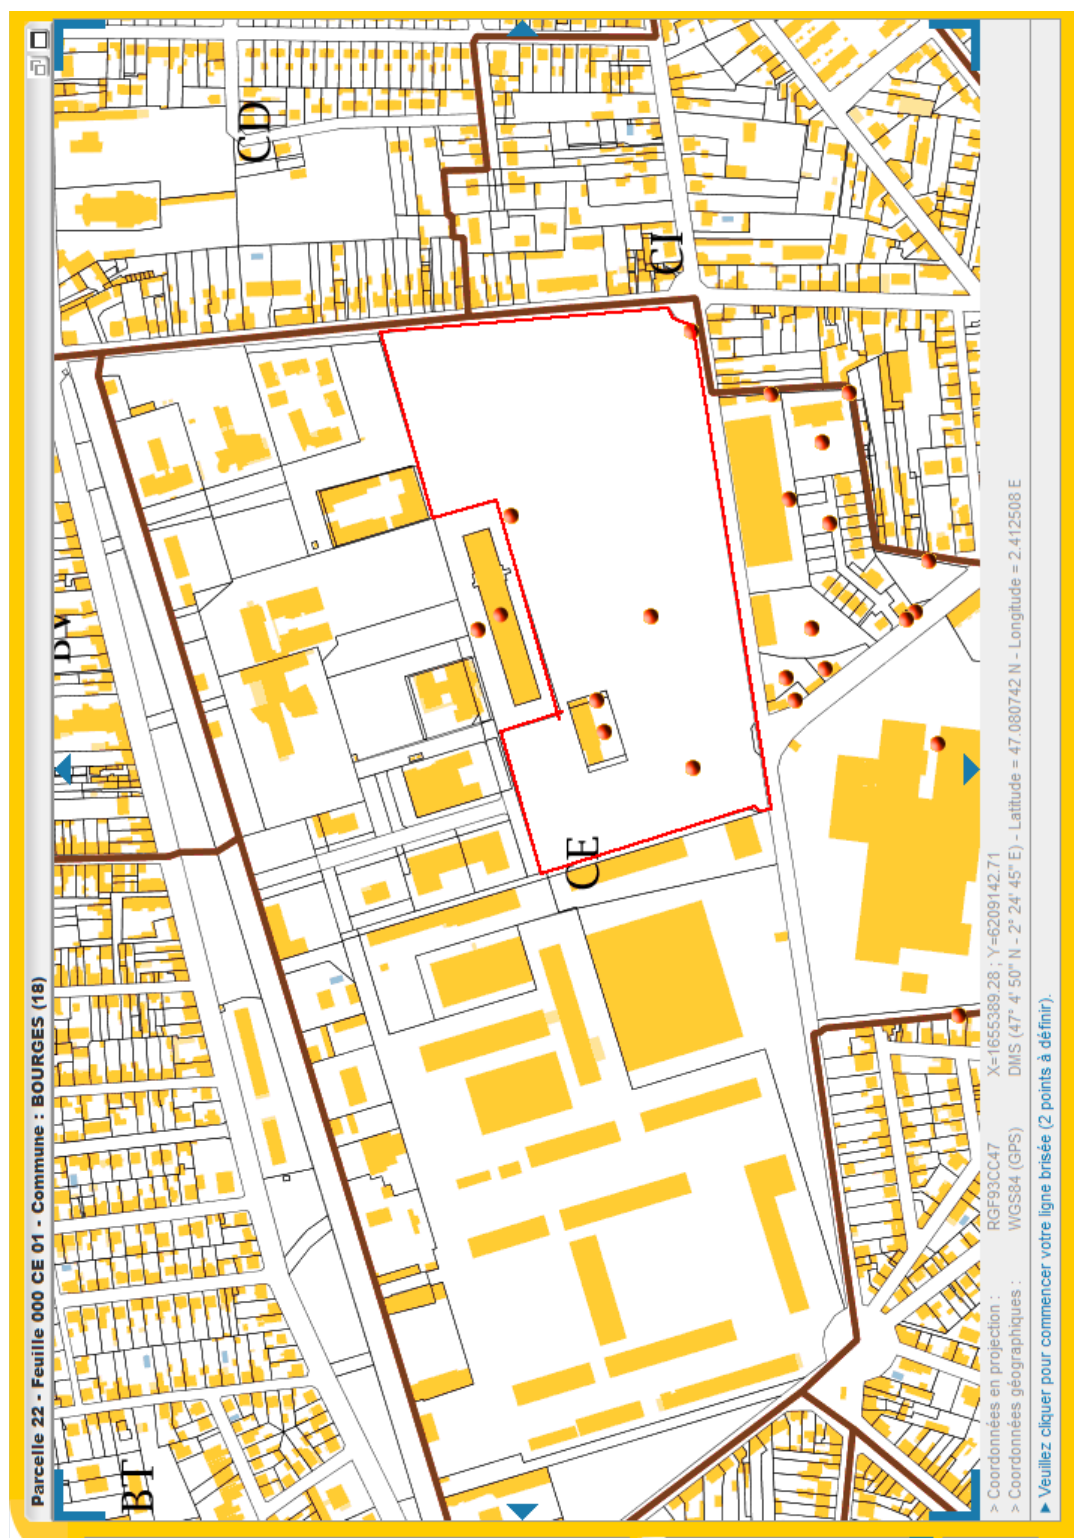 Parcelle 22 - Feuille 000 CE 01 - Commune : BOURGES (18)
BT
CD
CI
CE
> Coordonnées en projection : RGF93CC47 X=1655389.28 ; Y=6209142.71
> Coordonnées géographiques : WGS84 (GPS) DMS (47° 4' 50" N - 2° 24' 45" E) - Latitude = 47.080742 N - Longitude = 2.412508 E
► Veuillez cliquer pour commencer votre ligne brisée (2 points à définir).